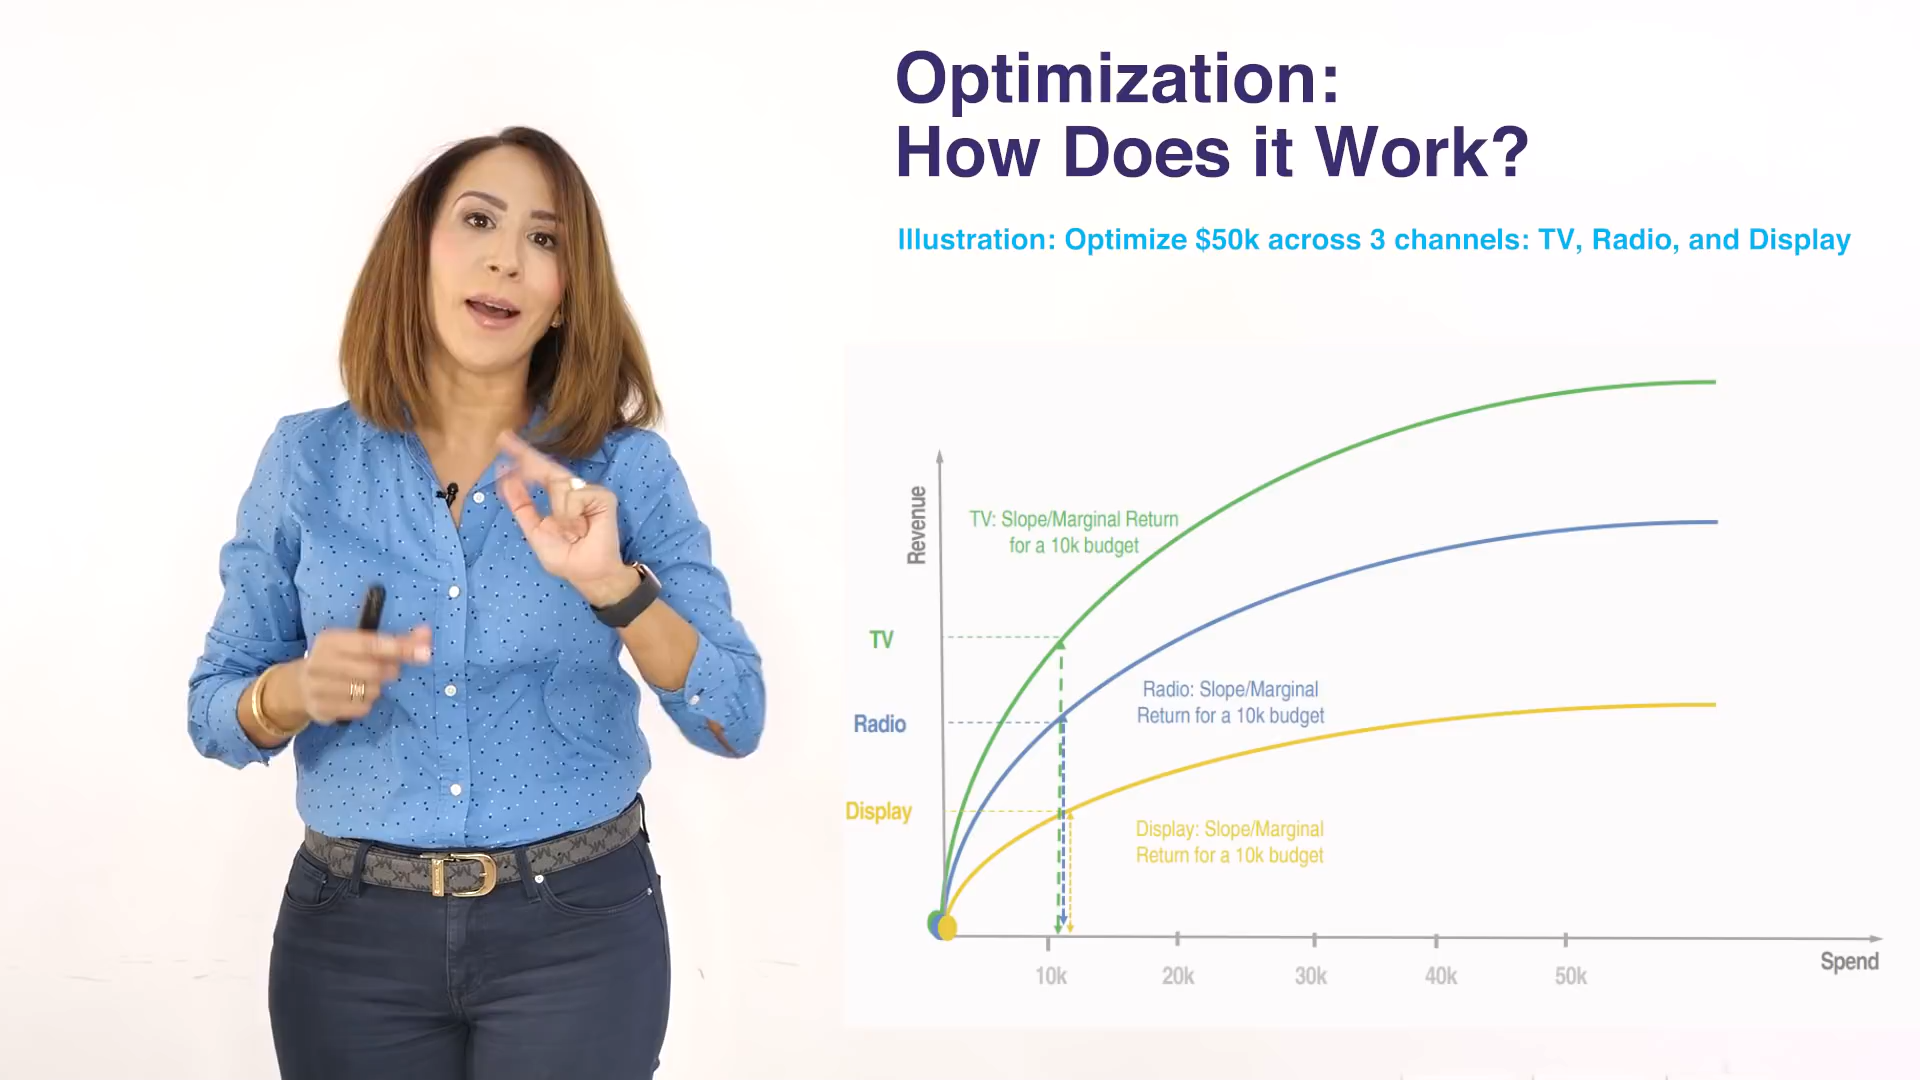 Optimization:
How Does it Work?
Illustration: Optimize $50k across 3 channels: TV, Radio, and Display
Revenue
TV: Slope/Marginal Return
for a 10k budget
TV
Radio: Slope/Marginal
Return for a 10k budget
Radio
Display
Display: Slope/Marginal
Return for a 10k budget
Spend
10k
20k
30k
40k
50k